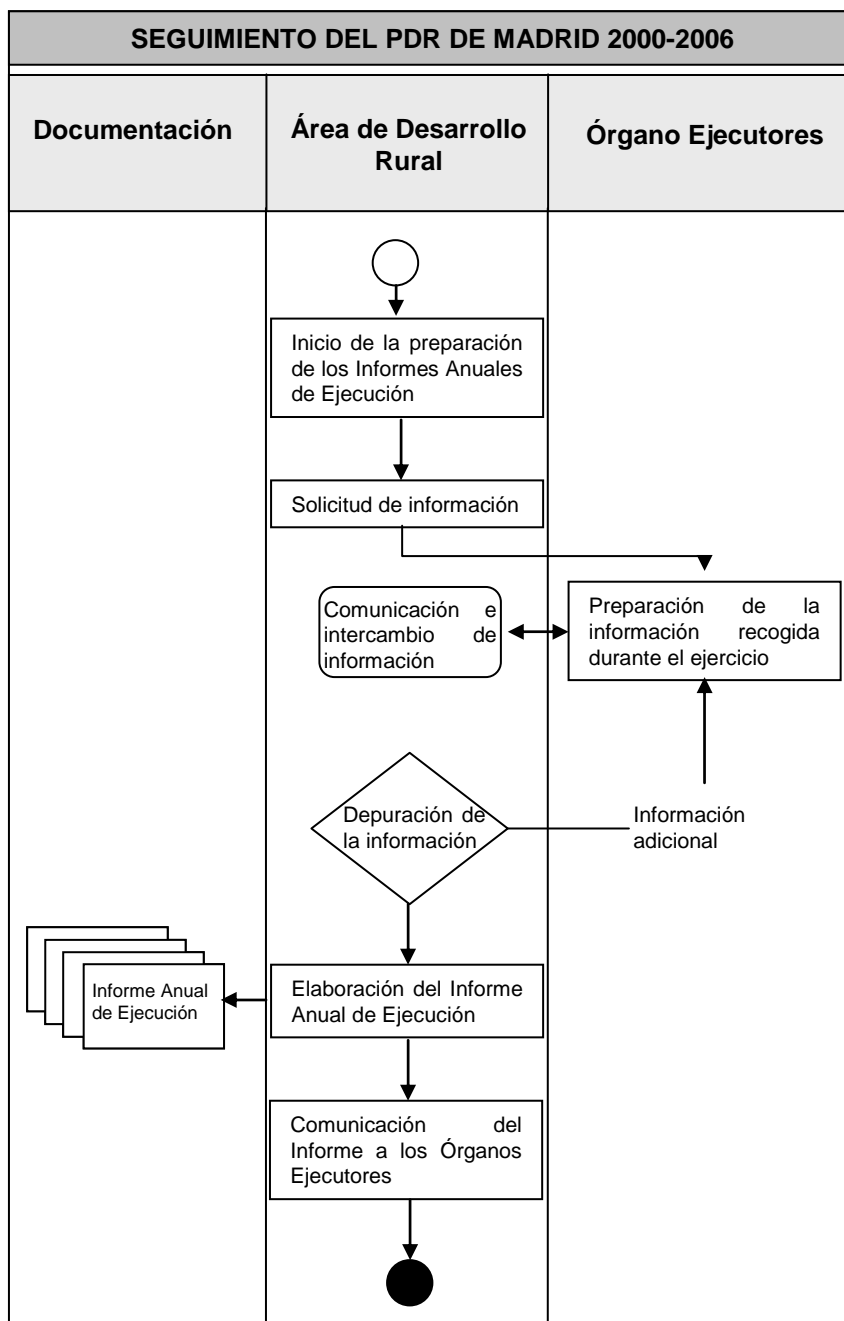 SEGUIMIENTO DEL PDR DE MADRID 2000-2006
Documentación
Área de Desarrollo
Rural
Órgano Ejecutores
Inicio de la preparación
de los Informes Anuales
de Ejecución
Solicitud de información
Comunicación e
intercambio de
información
Preparación de la
información recogida
durante el ejercicio
Depuración de
la información
Información
adicional
Informe Anual
de Ejecución
Elaboración del Informe
Anual de Ejecución
Comunicación del
Informe a los Órganos
Ejecutores